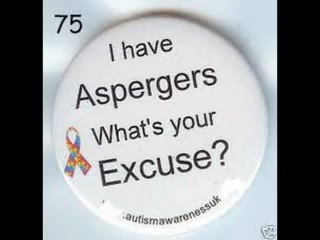 75
I have
Aspergers
What's your
Excuse?
.autismawarenessuk